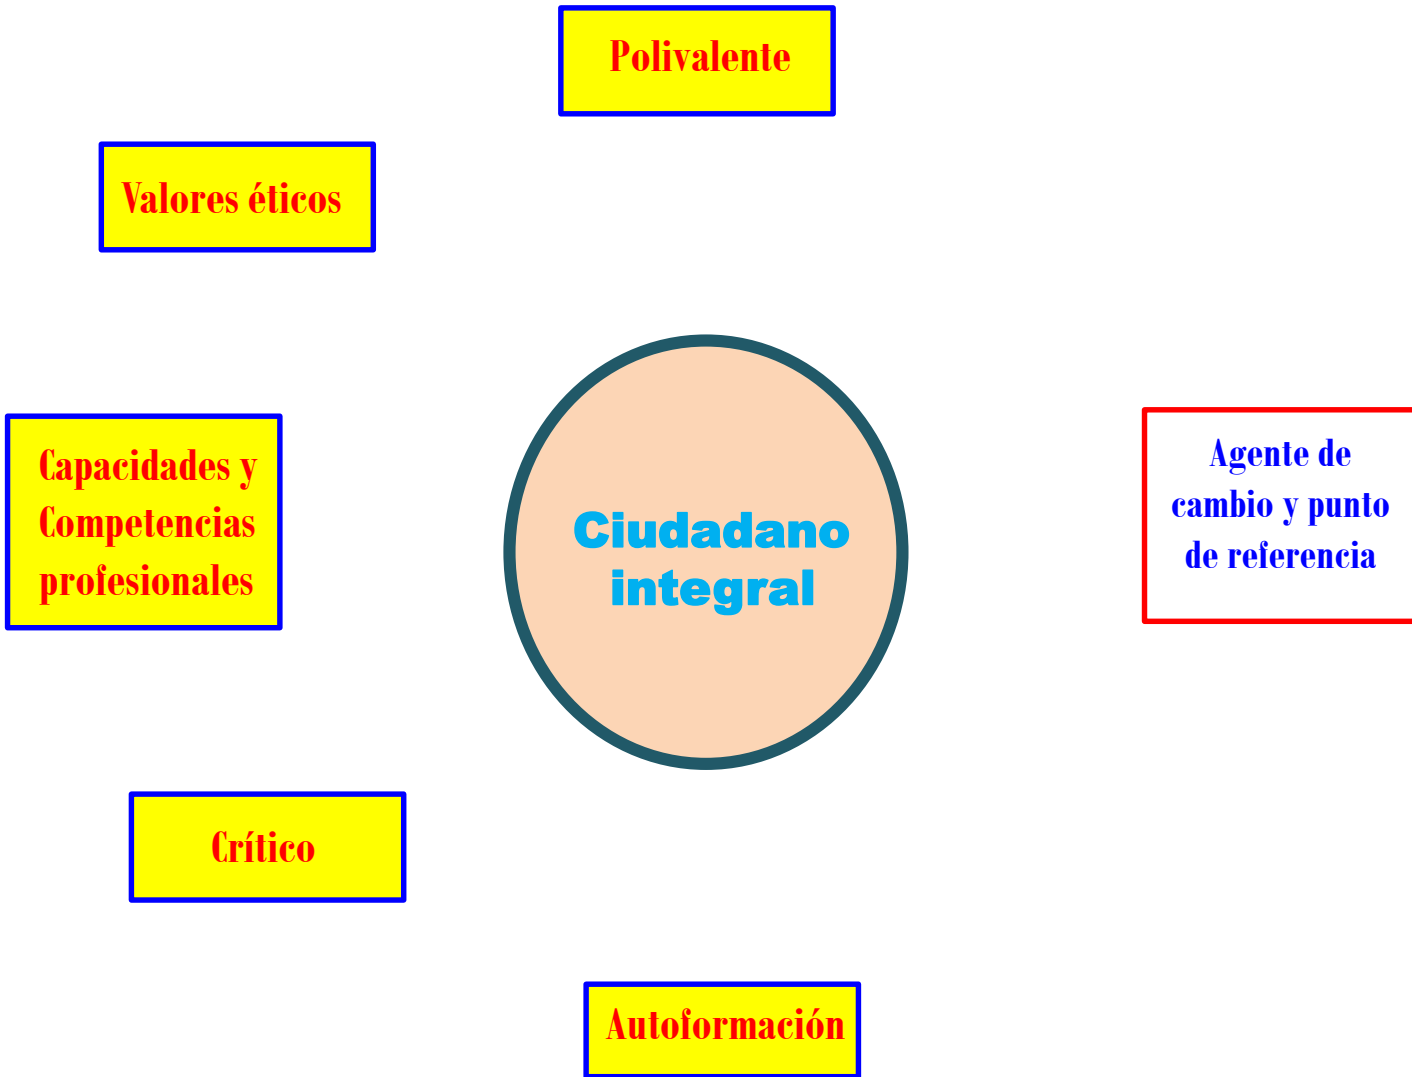 Polivalente
Valores éticos
Capacidades y
Competencias
profesionales
Ciudadano
integral
Agente de
cambio y punto
de referencia
Crítico
Autoformación